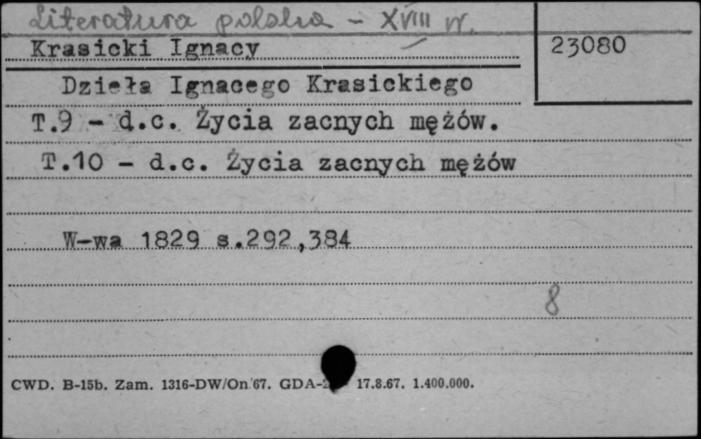 Literatura polska - XVIII w.
Krasicki Ignacy
23080
Dzieła Ignacego Krasickiego
T.9 - d.c. Życia zacnych mężów.
T.10 - d.c. Życia zacnych mężów
W-wa 1829 s.292,384
8
CWD. B-15b. Zam. 1316-DW/On 67. GDA- 17.8.67. 1.400.000.